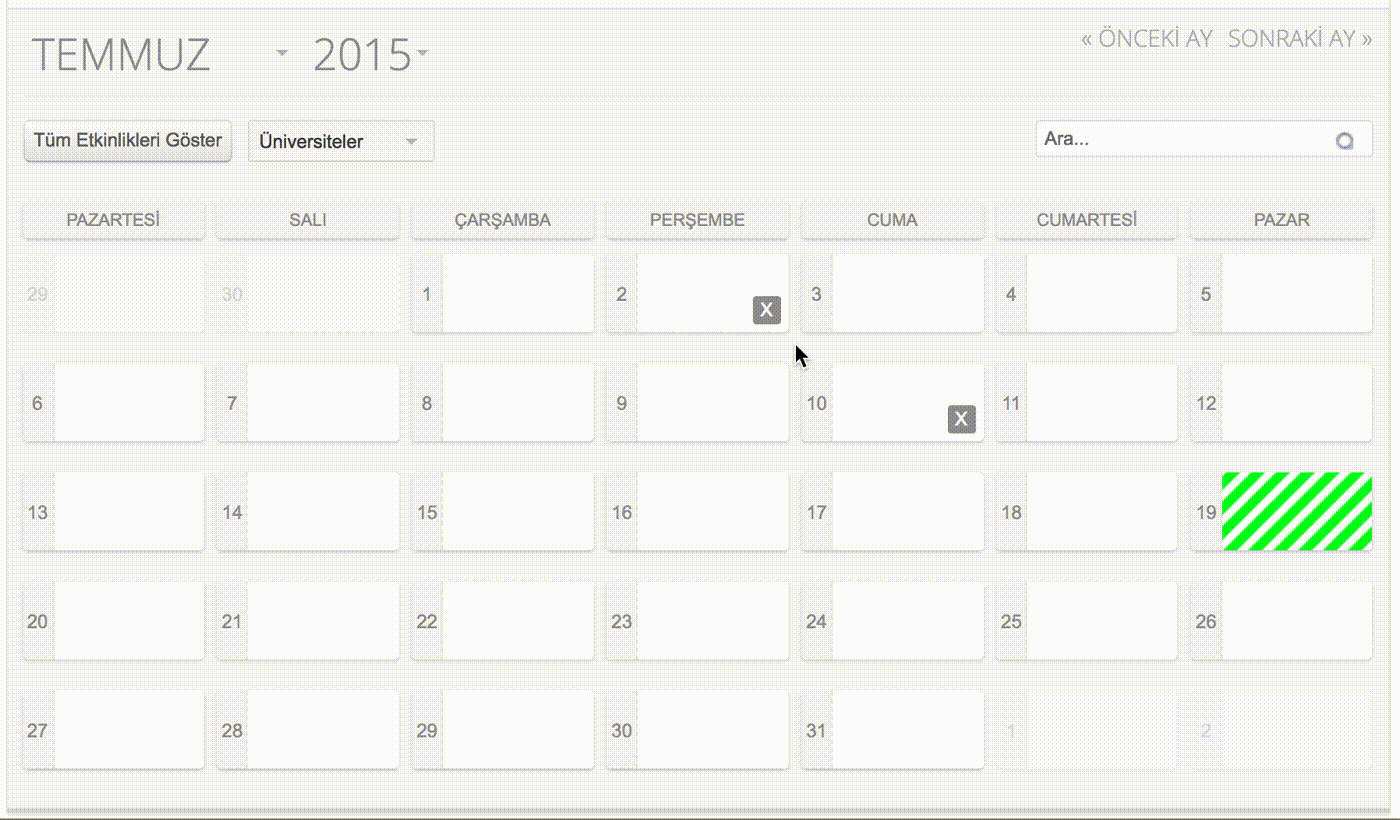 TEMMUZ 2015 « ÖNCEKİ AY SONRAKİ AY »
Tüm Etkinlikleri Göster Üniversiteler Ara...
PAZARTESİ SALI ÇARŞAMBA PERŞEMBE CUMA CUMARTESİ PAZAR
29 30 1 2 X 3 4 5
6 7 8 9 10 X 11 12
13 14 15 16 17 18 19
20 21 22 23 24 25 26
27 28 29 30 31 1 2